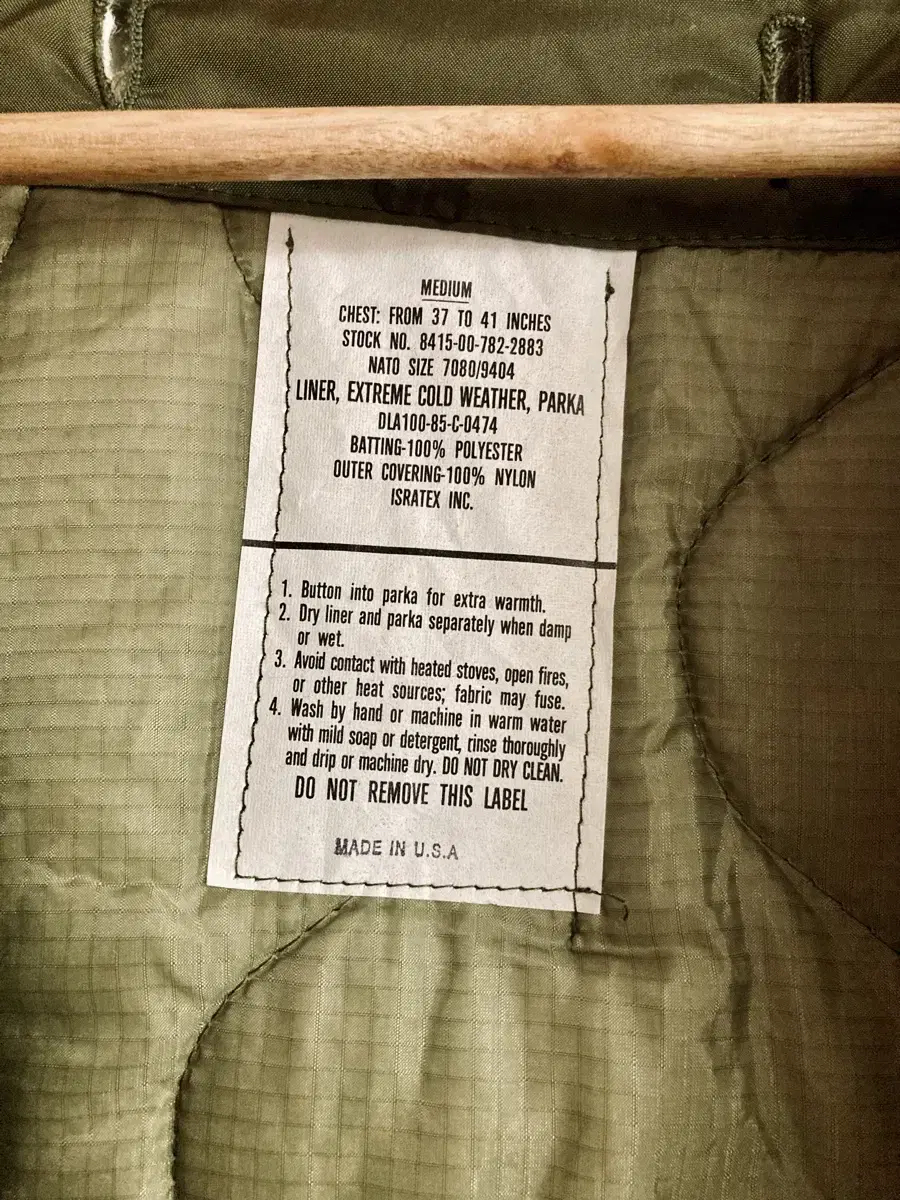 MEDIUM
CHEST: FROM 37 TO 41 INCHES
STOCK NO. 8415-00-782-2883
NATO SIZE 7080/9404
LINER, EXTREME COLD WEATHER, PARKA
DLA100-85-C-0474
BATTING-100% POLYESTER
OUTER COVERING-100% NYLON
ISRATEX INC.
1. Button into parka for extra warmth.
2. Dry liner and parka separately when damp
or wet.
3. Avoid contact with heated stoves, open fires,
or other heat sources; fabric may fuse.
4. Wash by hand or machine in warm water
with mild soap or detergent, rinse thoroughly
and drip or machine dry. DO NOT DRY CLEAN.
DO NOT REMOVE THIS LABEL
MADE IN U.S.A